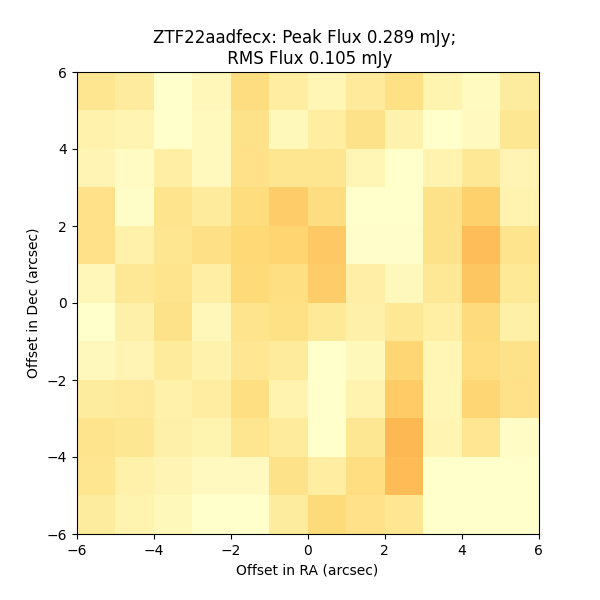 ZTF22aadfecx: Peak Flux 0.289 mJy;
RMS Flux 0.105 mJy
6
4
2
0
−2
−4
−6
Offset in Dec (arcsec)
−6 −4 −2 0 2 4 6
Offset in RA (arcsec)